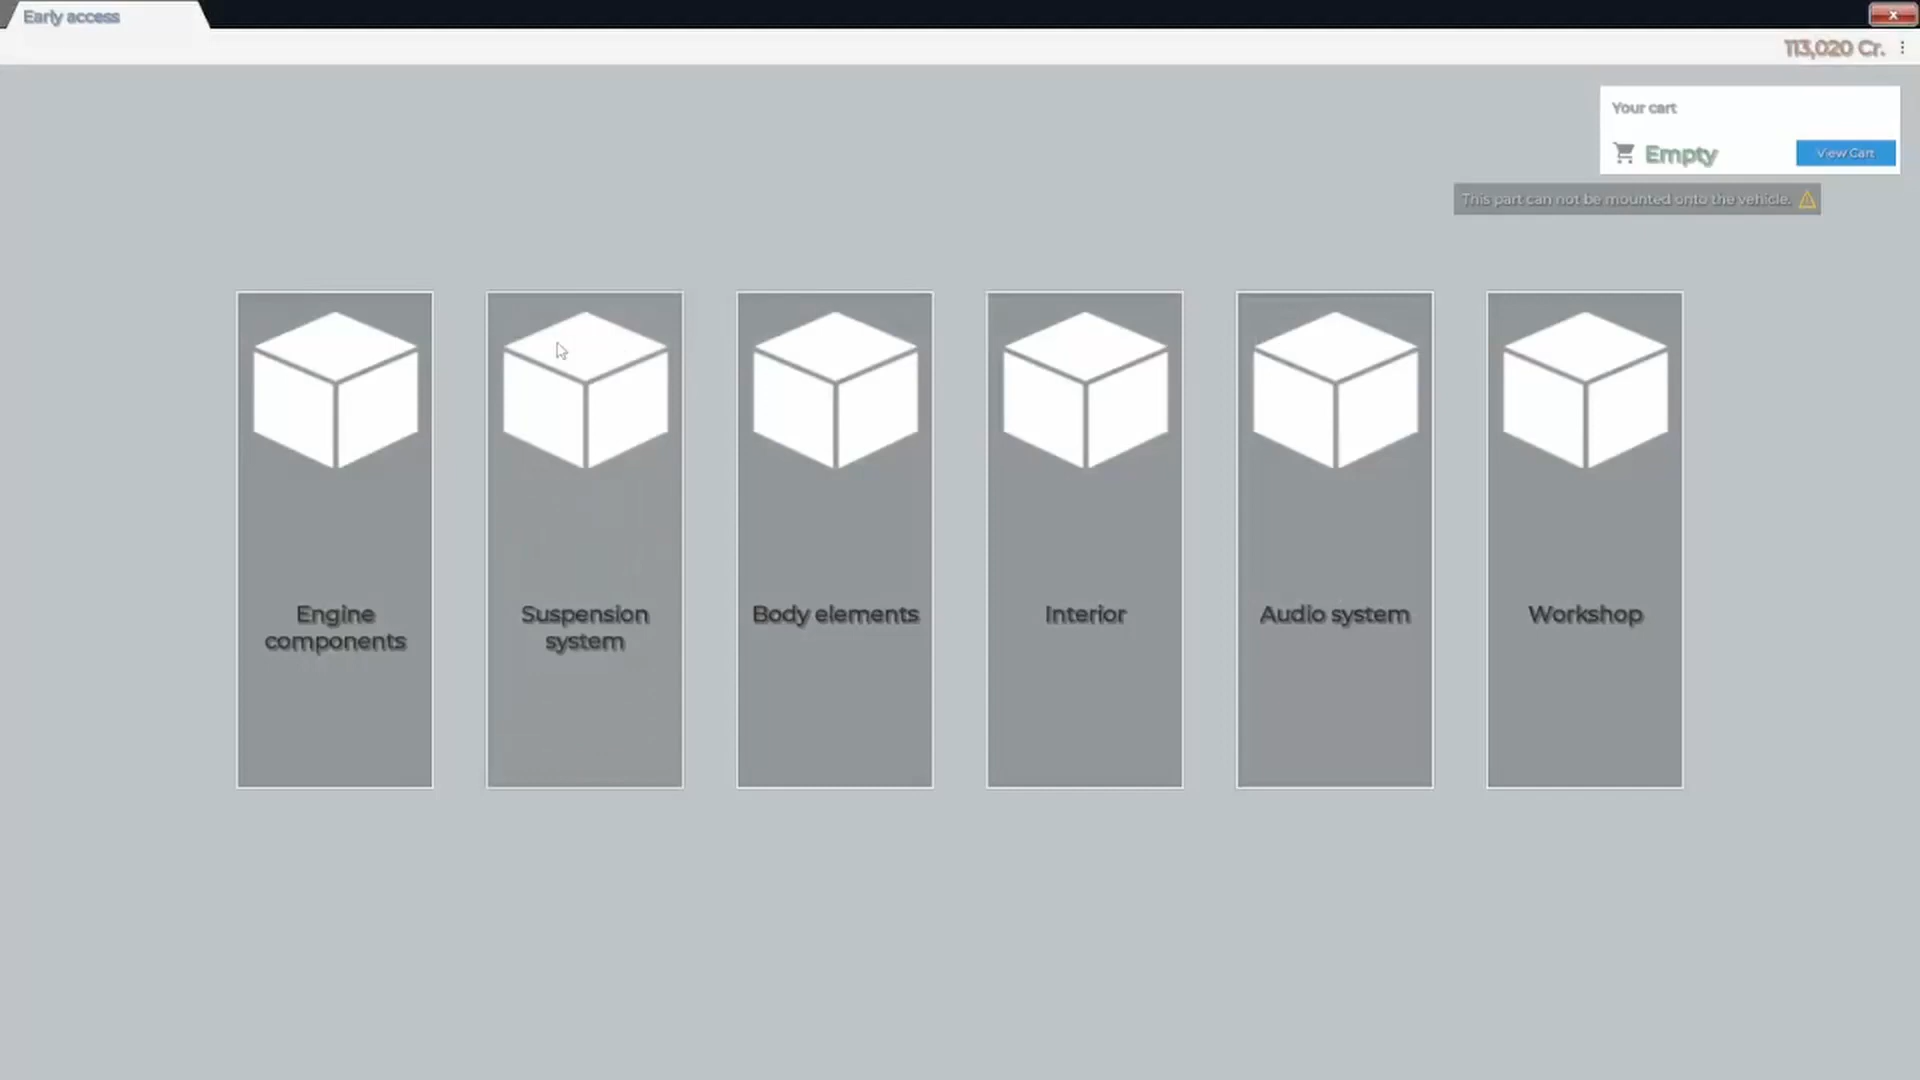 Early access
113,020 Cr.
Your cart
Empty
View Cart
This part can not be mounted onto the vehicle.
Engine
components
Suspension
system
Body elements
Interior
Audio system
Workshop